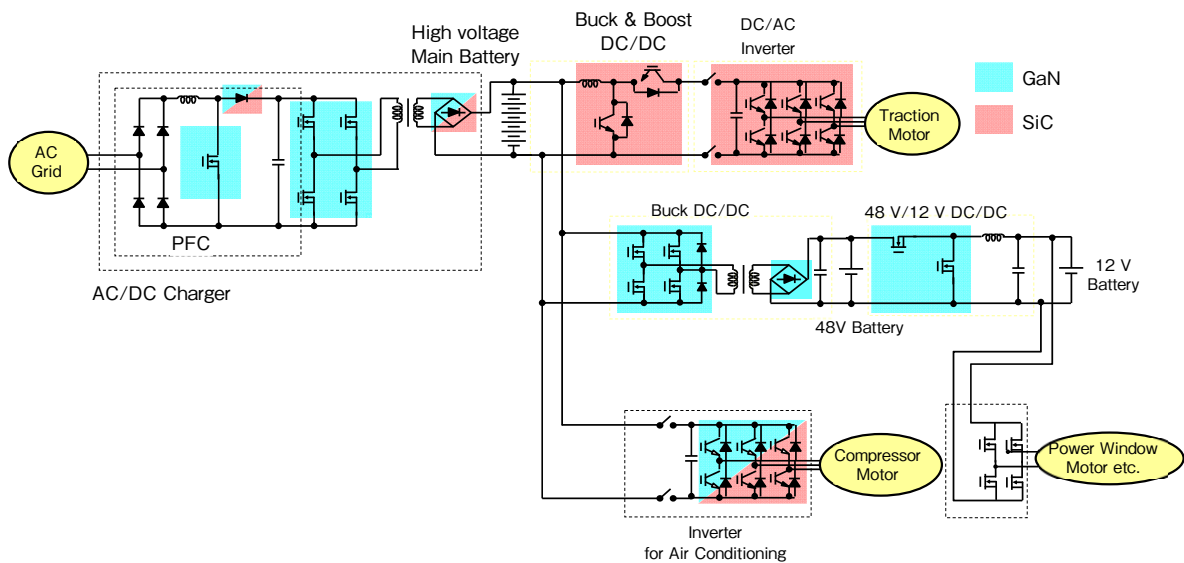 High voltage
Main Battery
Buck & Boost
DC/DC
DC/AC
Inverter
GaN
SiC
AC
Grid
Traction
Motor
PFC
AC/DC Charger
Buck DC/DC
48 V/12 V DC/DC
12 V
Battery
48V Battery
Compressor
Motor
Power Window
Motor etc.
Inverter
for Air Conditioning